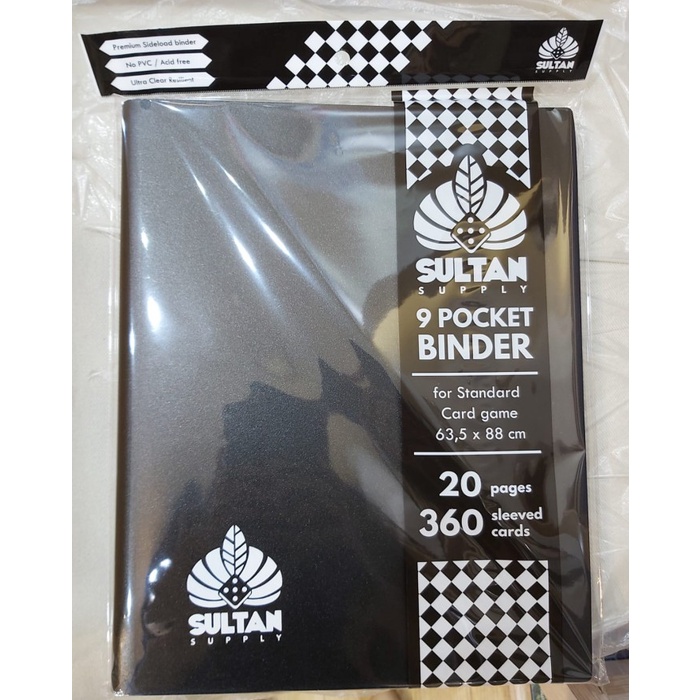 Premium Sideload binder
No PVC / Acid free
Ultra Clear Resilient
SULTAN
SUPPLY
SULTAN
SUPPLY
9 POCKET
BINDER
for Standard
Card game
63,5 x 88 cm
20 pages
360 sleeved
cards
SULTAN
SUPPLY